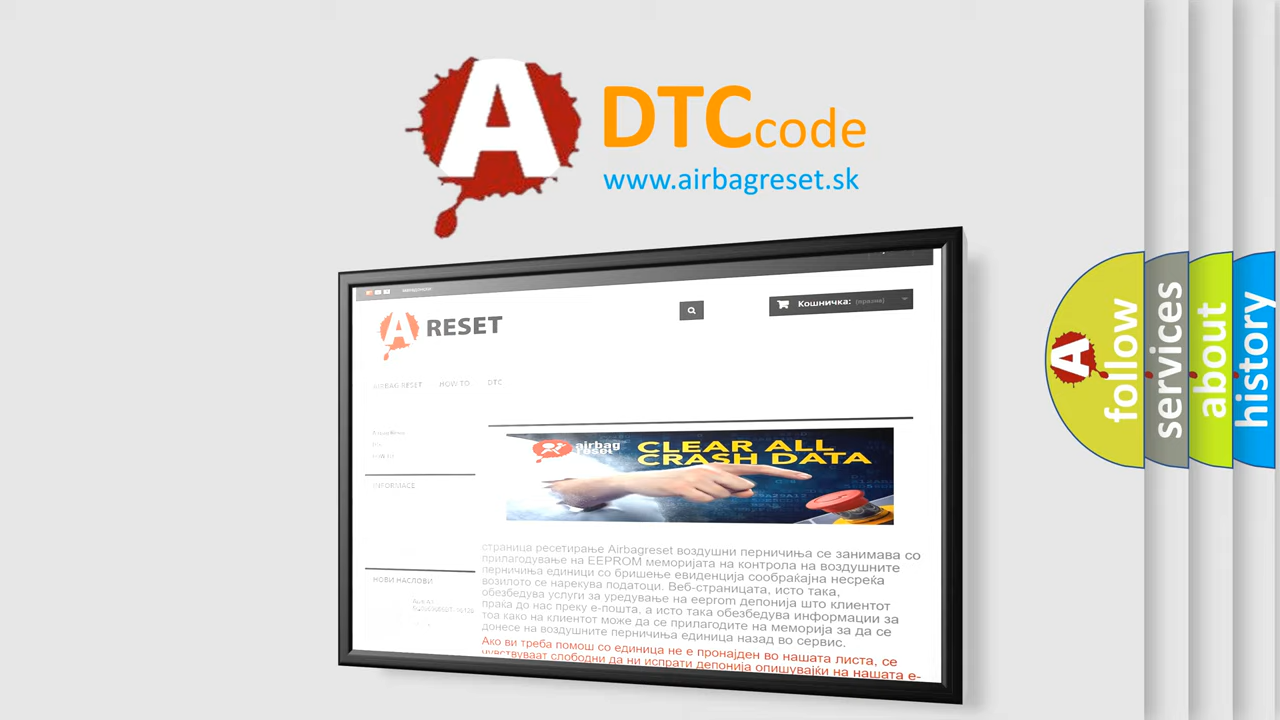 A DTC code
www.airbagreset.sk
A RESET
Кошничка: (празни)
AIRBAG RESET HOW TO DTC
INFORMACE
НОВИ НАСЛОВИ
airbag
reset
CLEAR ALL
CRASH DATA
страница ресетирање Airbagreset воздушни перничиња се занимава со
прилагодување на EEPROM меморијата на контрола на воздушните
перничиња единици со бришење евиденција сообраќајна несреќа
возилото се нарекува податоци. Веб-страницата, исто така,
обезбедува услуги за уредување на eeprom депонија што клиентот
праќа до нас преку е-пошта, а исто така обезбедува информации за
тоа како на клиентот може да се прилагодите на меморија за да се
донесе на воздушните перничиња единица назад во сервис.
Ако ви треба помош со единица не е пронајден во нашата листа, се
чувствуваат слободни да ни испрати депонија опишувајќи на нашата е-
A follow
services
about
history